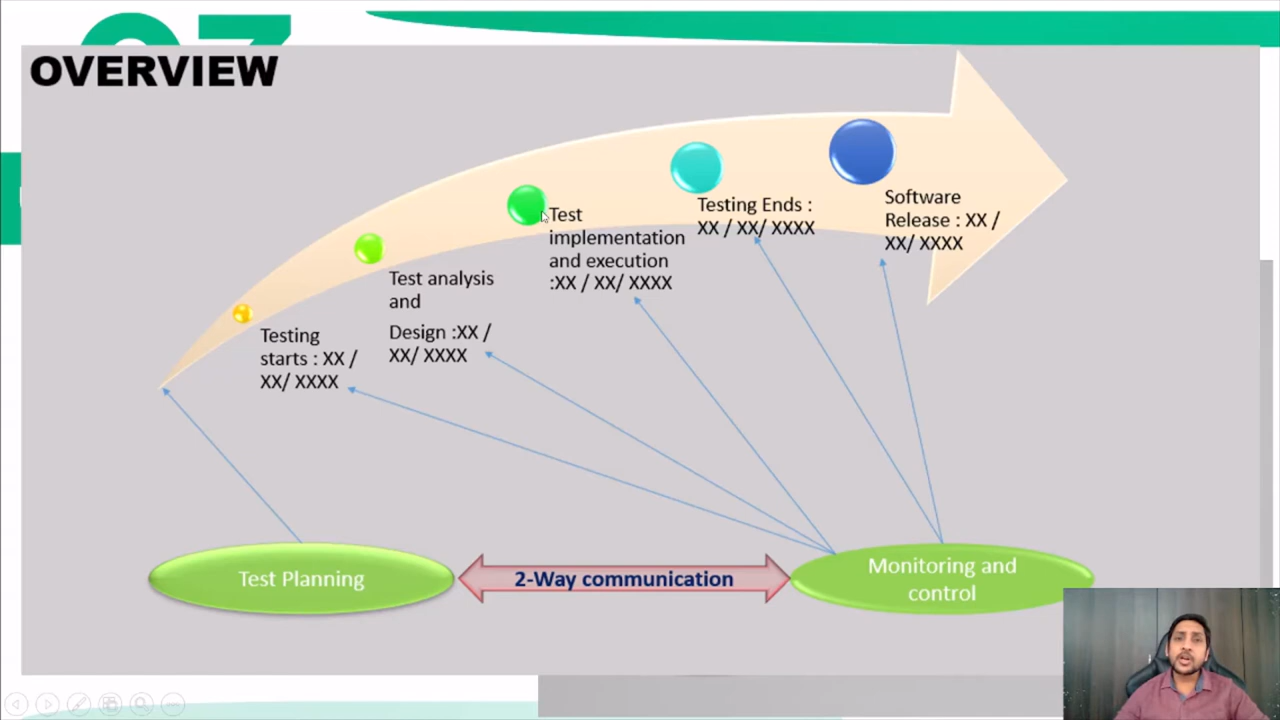 OVERVIEW
Testing
starts : XX /
XX/ XXXX
Test analysis
and
Design :XX /
XX/ XXXX
Test
implementation
and execution
:XX / XX/ XXXX
Testing Ends :
XX / XX/ XXXX
Software
Release : XX /
XX/ XXXX
Test Planning
2-Way communication
Monitoring and
control